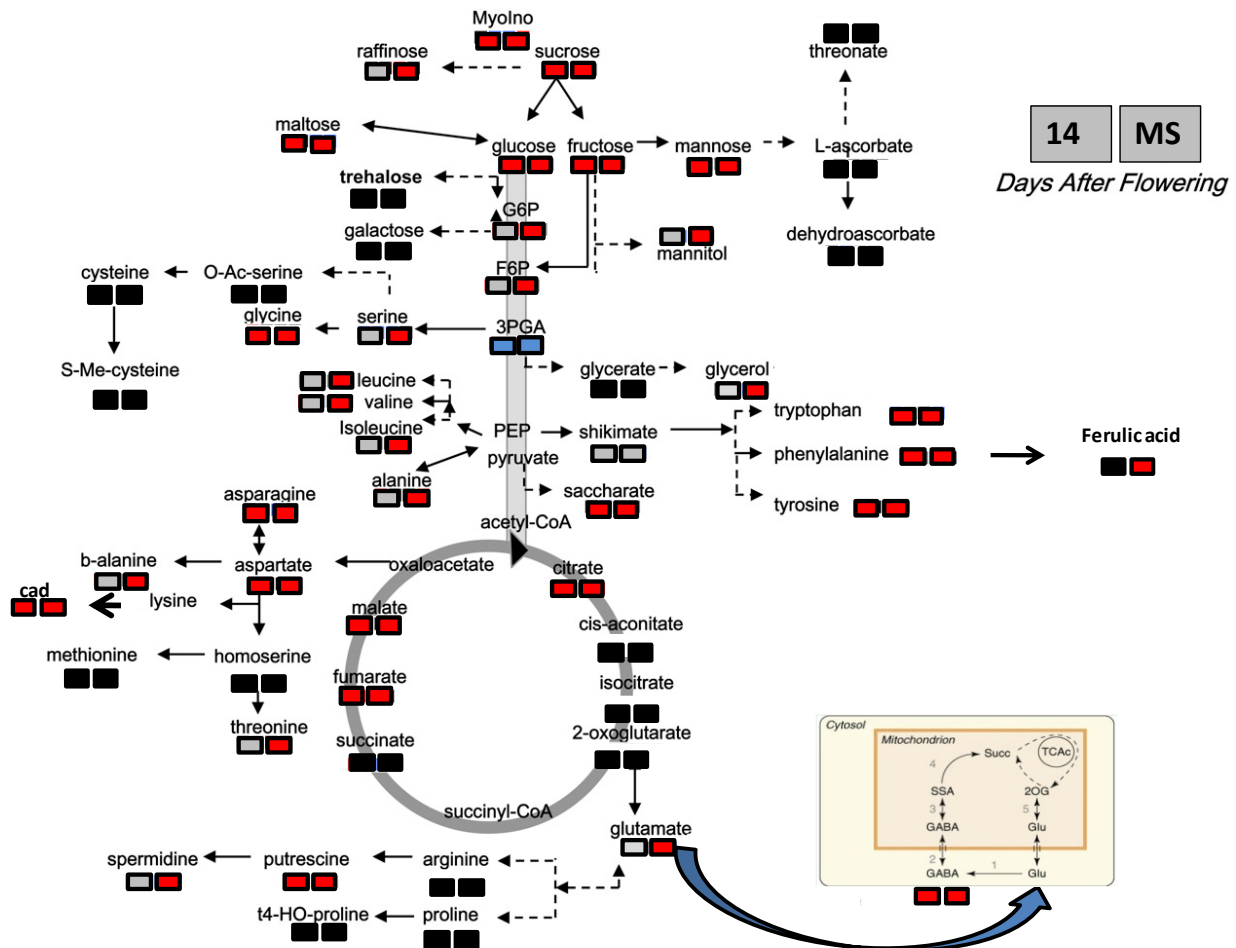 MyoIno
raffinose
sucrose
threonate
maltose
glucose
fructose
mannose
L-ascorbate
14
MS
Days After Flowering
trehalose
G6P
galactose
mannitol
dehydroascorbate
cysteine
O-Ac-serine
F6P
glycine
serine
3PGA
S-Me-cysteine
leucine
valine
Isoleucine
glycerate
glycerol
PEP
pyruvate
shikimate
tryptophan
phenylalanine
tyrosine
Ferulic acid
alanine
saccharate
asparagine
acetyl-CoA
b-alanine
aspartate
oxaloacetate
citrate
cad
lysine
malate
cis-aconitate
methionine
homoserine
fumarate
isocitrate
threonine
succinate
2-oxoglutarate
succinyl-CoA
glutamate
spermidine
putrescine
arginine
t4-HO-proline
proline
Cytosol
Mitochondrion
4
Succ
TCAc
SSA
2OG
3
5
GABA
Glu
2
1
GABA
Glu